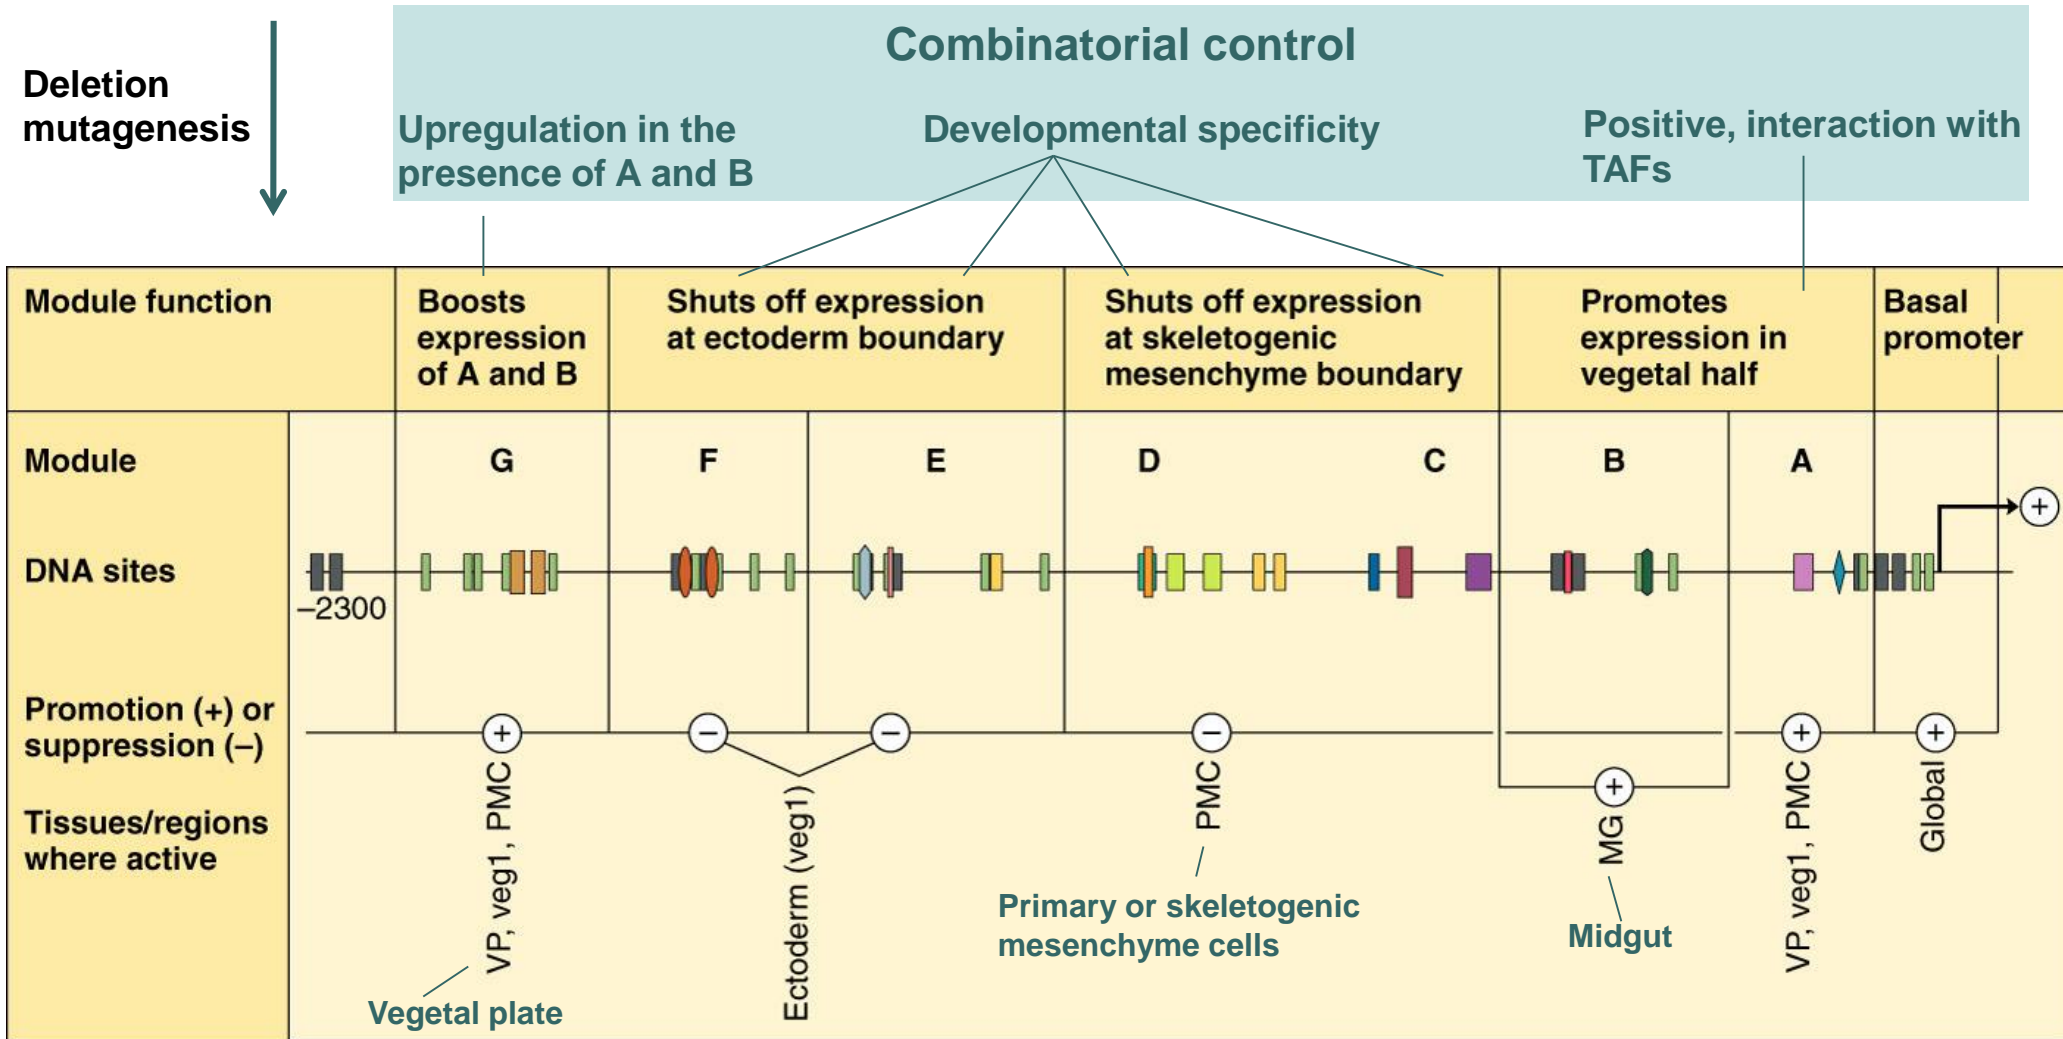 Combinatorial control
Deletion
mutagenesis
Upregulation in the
presence of A and B
Developmental specificity
Positive, interaction with
TAFs
Module function
Boosts
expression
of A and B
Shuts off expression
at ectoderm boundary
Shuts off expression
at skeletogenic
mesenchyme boundary
Promotes
expression in
vegetal half
Basal
promoter
Module
G
F
E
D
C
B
A
+
DNA sites
–2300
Promotion (+) or
suppression (–)
+
–
–
–
+
+
+
Tissues/regions
where active
VP, veg1, PMC
Ectoderm (veg1)
PMC
MG
VP, veg1, PMC
Global
Primary or skeletogenic
mesenchyme cells
Midgut
Vegetal plate